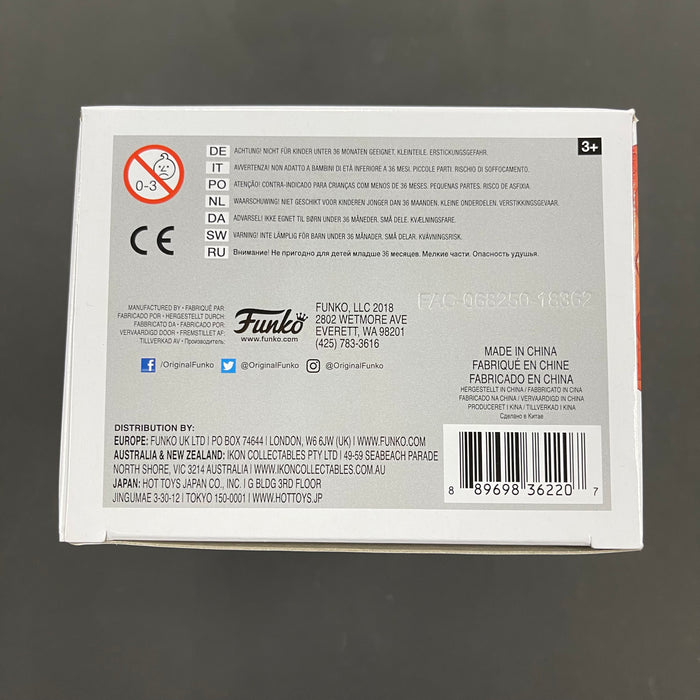 3+
0-3
DE ACHTUNG! NICHT FÜR KINDER UNTER 36 MONATEN GEEIGNET. KLEINTEILE. ERSTICKUNGSGEFAHR.
IT AVVERTENZA! NON ADATTO A BAMBINI DI ETÀ INFERIORE A 36 MESI. PICCOLE PARTI. RISCHIO DI SOFFOCAMENTO.
PO ATENÇÃO! CONTRA-INDICADO PARA CRIANÇAS COM MENOS DE 36 MESES. PEQUENAS PARTES. RISCO DE ASFIXIA.
NL WAARSCHUWING! NIET GESCHIKT VOOR KINDEREN JONGER DAN 36 MAANDEN. KLEINE ONDERDELEN. VERSTIKKINGSGEVAAR.
DA ADVARSEL! IKKE EGNET TIL BØRN UNDER 36 MÅNEDER. SMÅ DELE. KVÆLNINGSFARE.
SW VARNING! INTE LÄMPLIG FÖR BARN UNDER 36 MÅNADER. SMÅ DELAR. KVÄVNINGSRISK.
RU Внимание! Не пригодно для детей младше 36 месяцев. Мелкие части. Опасность удушья.
CE
FAC-068250-18362
MANUFACTURED BY • FABRIQUÉ PAR:
FABRICADO POR • HERGESTELLT DURCH:
FABBRICATO DA • FABRICADO POR:
VERVAARDIGD DOOR • FREMSTILLET AF:
TILLVERKAD AV • Производитель:
Funko
www.funko.com
FUNKO, LLC 2018
2802 WETMORE AVE
EVERETT, WA 98201
(425) 783-3616
/OriginalFunko @OriginalFunko @OriginalFunko
MADE IN CHINA
FABRIQUÉ EN CHINE
FABRICADO EN CHINA
HERGESTELLT IN CHINA / FABBRICATO IN CINA
FABRICADO NA CHINA / VERVAARDIGD IN CHINA
PRODUCERET I KINA / TILLVERKAD I KINA
Сделано в Китае
DISTRIBUTION BY:
EUROPE: FUNKO UK LTD | PO BOX 74644 | LONDON, W6 6JW (UK) | WWW.FUNKO.COM
AUSTRALIA & NEW ZEALAND: IKON COLLECTABLES PTY LTD | 49-59 SEABEACH PARADE
NORTH SHORE, VIC 3214 AUSTRALIA | WWW.IKONCOLLECTABLES.COM.AU
JAPAN: HOT TOYS JAPAN CO., INC. | G BLDG 3RD FLOOR
JINGUMAE 3-30-12 | TOKYO 150-0001 | WWW.HOTTOYS.JP
8 89698 36220 7